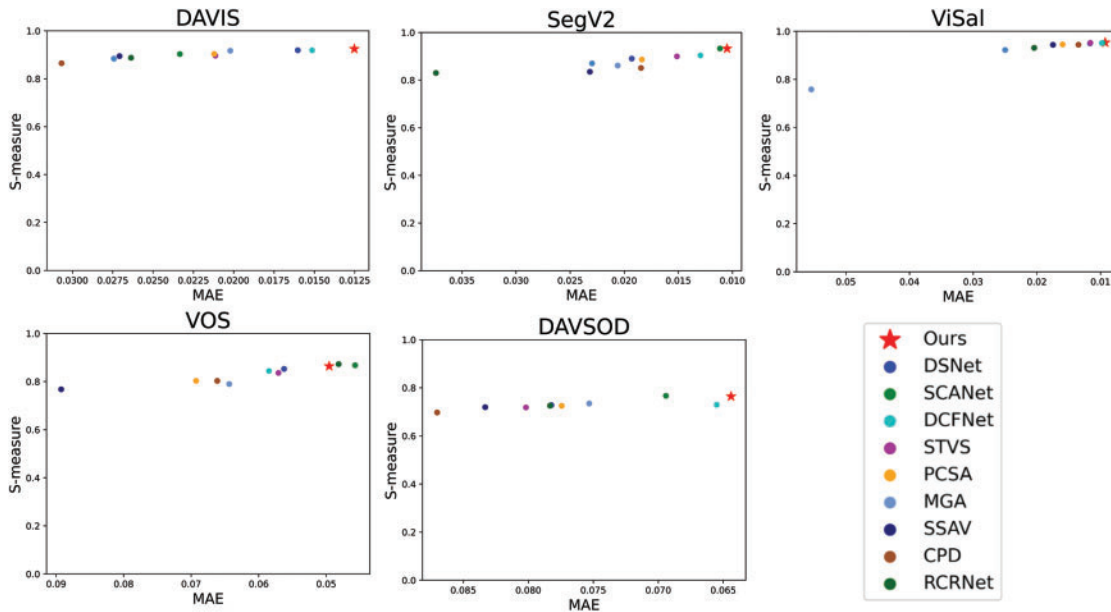 DAVIS
1.0
0.8
0.6
0.4
0.2
0.0
S-measure
0.0300 0.0275 0.0250 0.0225 0.0200 0.0175 0.0150 0.0125
MAE
SegV2
1.0
0.8
0.6
0.4
0.2
0.0
S-measure
0.035 0.030 0.025 0.020 0.015 0.010
MAE
ViSal
1.0
0.8
0.6
0.4
0.2
0.0
S-measure
0.05 0.04 0.03 0.02 0.01
MAE
VOS
1.0
0.8
0.6
0.4
0.2
0.0
S-measure
0.09 0.08 0.07 0.06 0.05
MAE
DAVSOD
1.0
0.8
0.6
0.4
0.2
0.0
S-measure
0.085 0.080 0.075 0.070 0.065
MAE
Ours
DSNet
SCANet
DCFNet
STVS
PCSA
MGA
SSAV
CPD
RCRNet